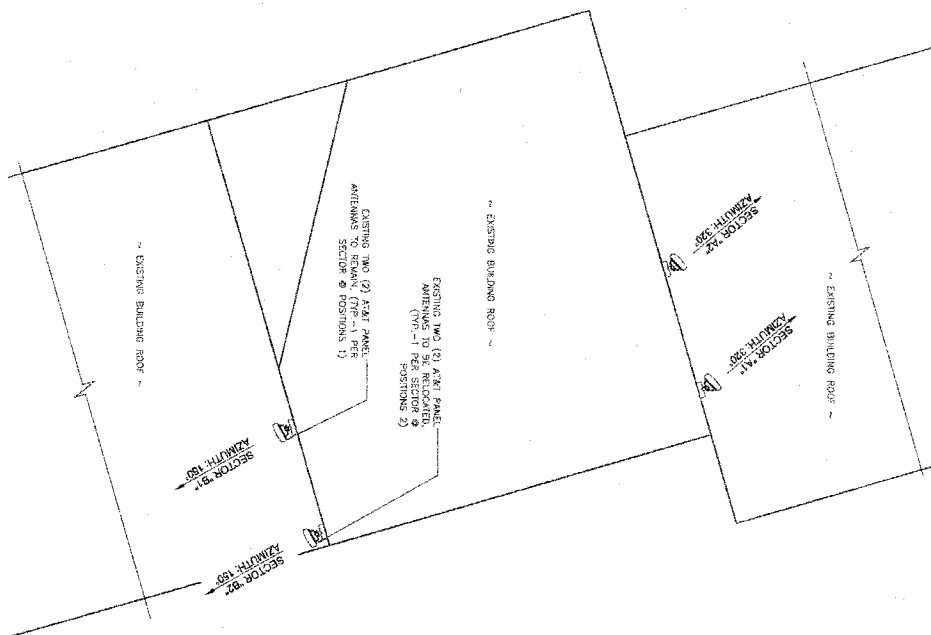 ~ EXISTING BUILDING ROOF ~
SECTOR "A2"
AZIMUTH: 320°
SECTOR "A1"
AZIMUTH: 320°
~ EXISTING BUILDING ROOF ~
EXISTING TWO (2) AT&T PANEL
ANTENNAS TO BE RELOCATED,
(TYP.-1 PER SECTOR @
POSITIONS 2)
EXISTING TWO (2) AT&T PANEL
ANTENNAS TO REMAIN, (TYP.-1 PER
SECTOR @ POSITIONS 1)
~ EXISTING BUILDING ROOF ~
SECTOR "B1"
AZIMUTH: 150°
SECTOR "B2"
AZIMUTH: 150°